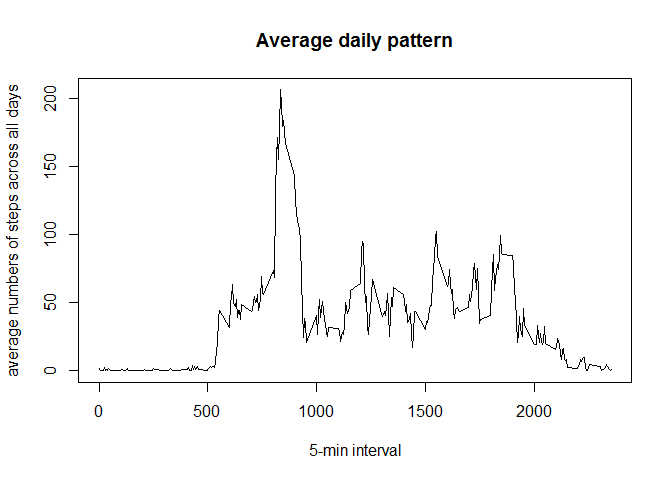 Average daily pattern
average numbers of steps across all days
200
150
100
50
0
0 500 1000 1500 2000
5-min interval